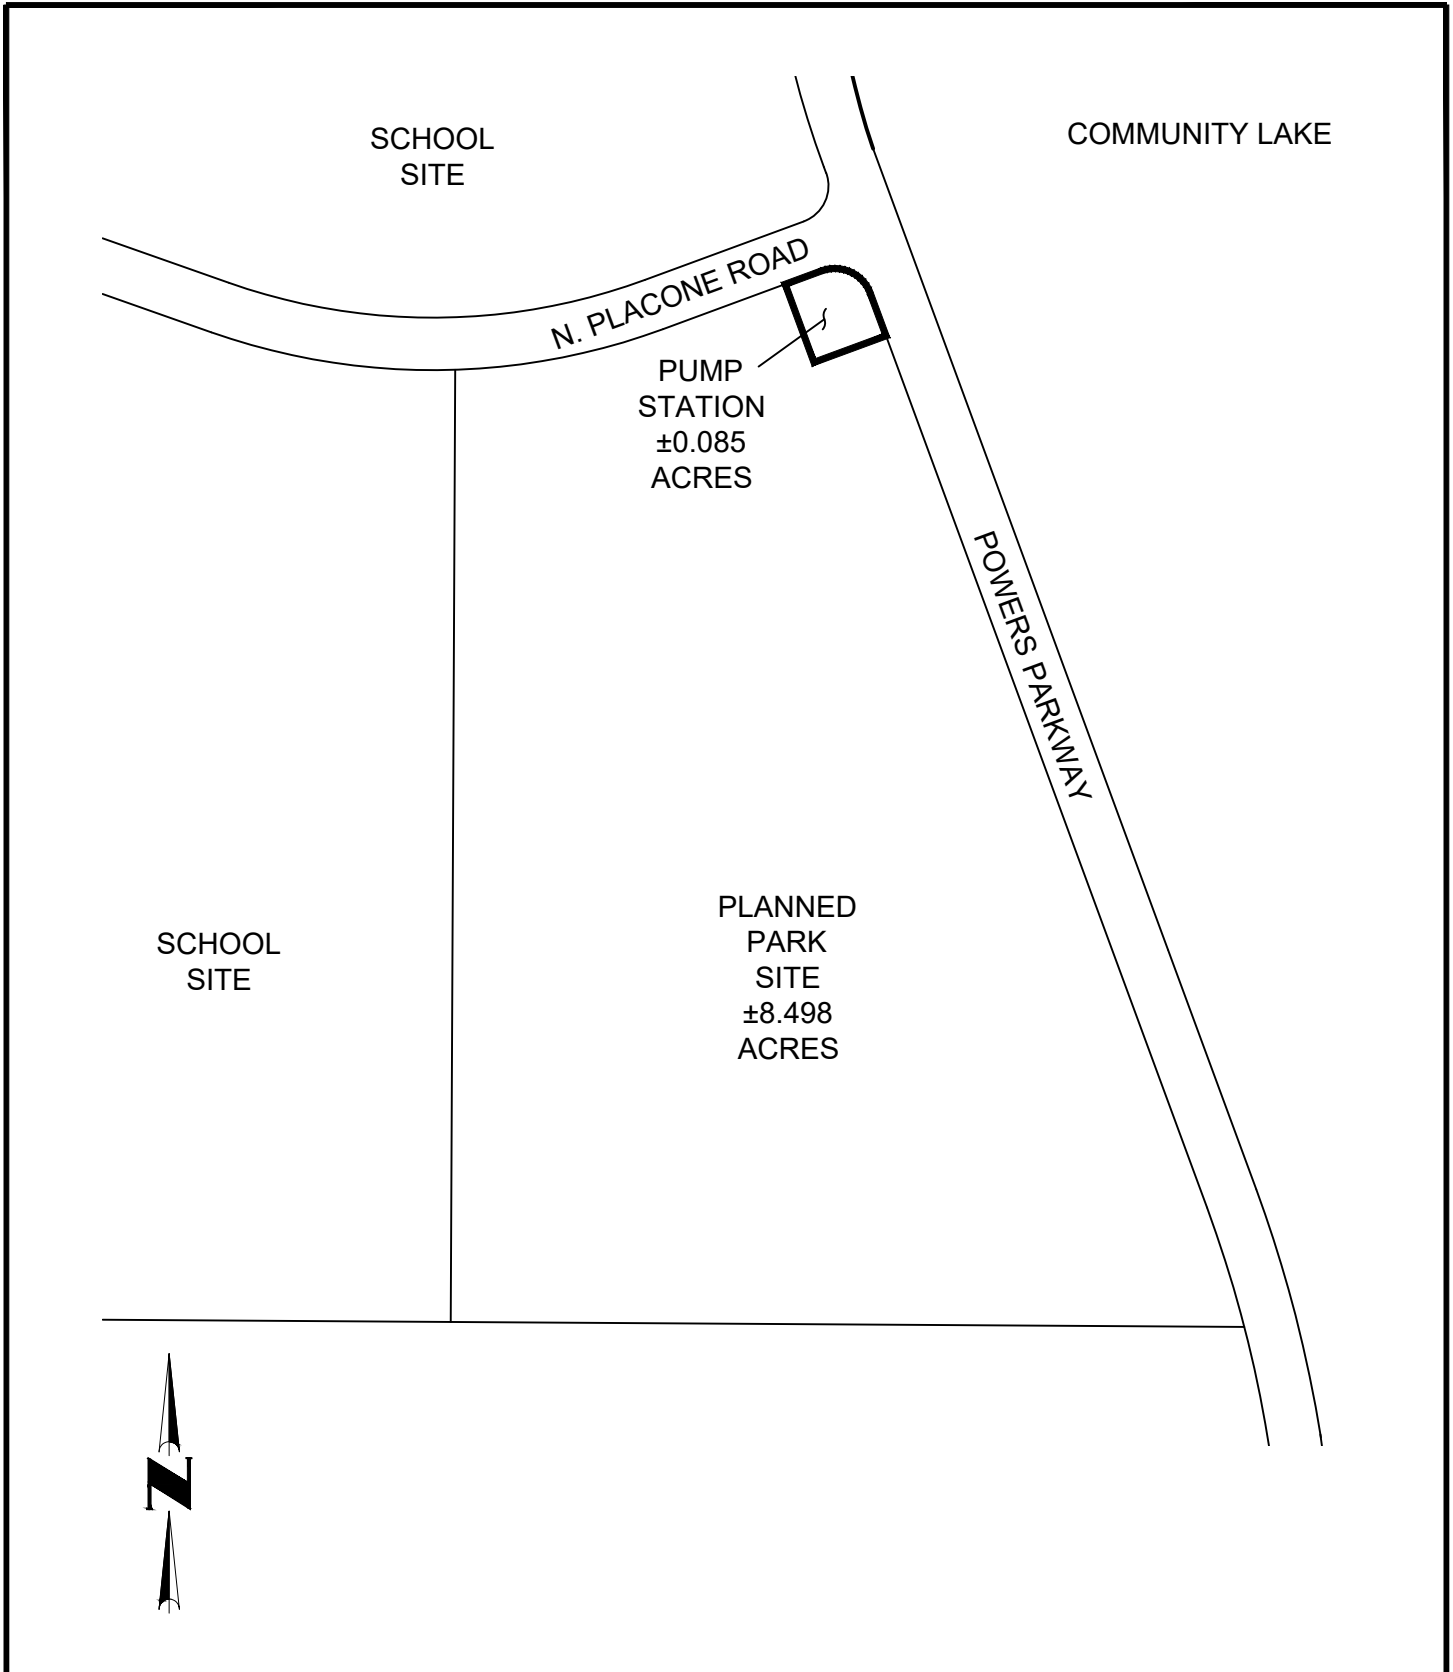 SCHOOL
SITE
COMMUNITY LAKE
N. PLACONE ROAD
PUMP
STATION
±0.085
ACRES
POWERS PARKWAY
PLANNED
PARK
SITE
±8.498
ACRES
SCHOOL
SITE
N